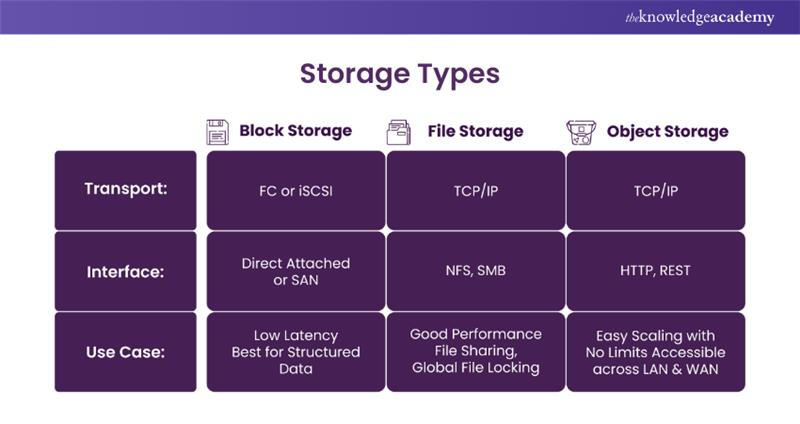 theknowledgeacademy
Storage Types
Block Storage
File Storage
Object Storage
Transport:
FC or iSCSI
TCP/IP
TCP/IP
Interface:
Direct Attached
or SAN
NFS, SMB
HTTP, REST
Use Case:
Low Latency
Best for Structured
Data
Good Performance
File Sharing,
Global File Locking
Easy Scaling with
No Limits Accessible
across LAN & WAN